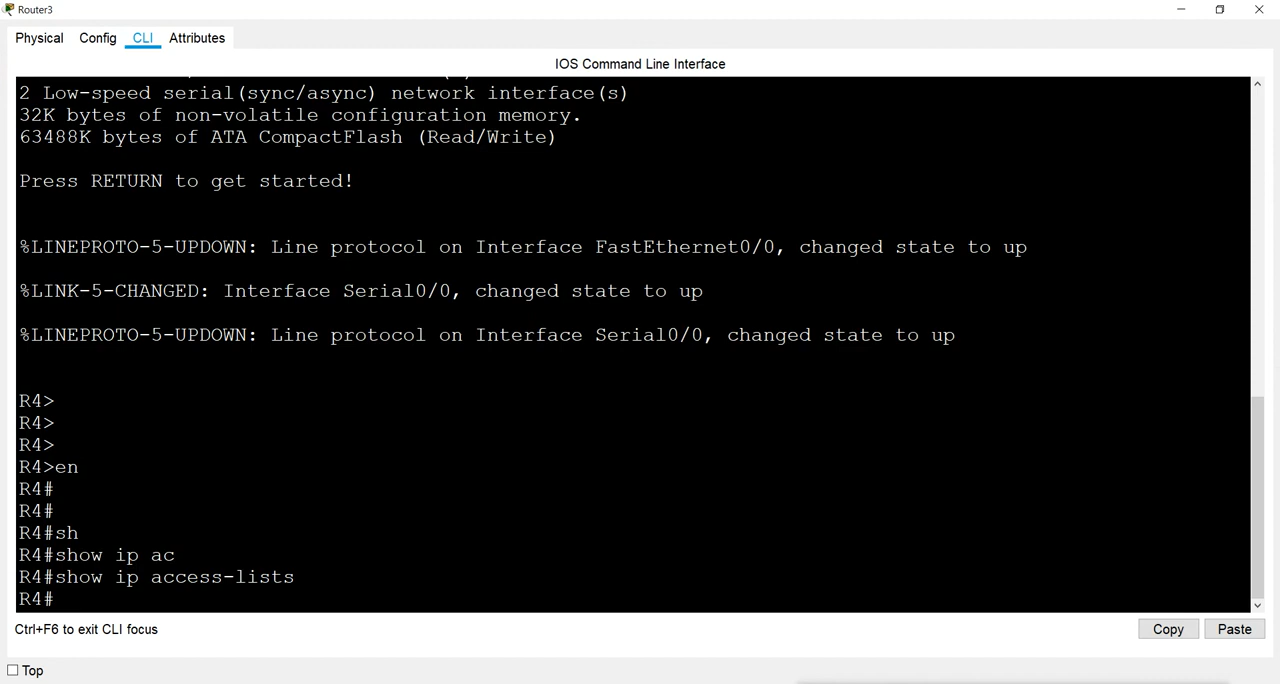 Router3
Physical Config CLI Attributes
IOS Command Line Interface
2 Low-speed serial(sync/async) network interface(s)
32K bytes of non-volatile configuration memory.
63488K bytes of ATA CompactFlash (Read/Write)
Press RETURN to get started!
%LINEPROTO-5-UPDOWN: Line protocol on Interface FastEthernet0/0, changed state to up
%LINK-5-CHANGED: Interface Serial0/0, changed state to up
%LINEPROTO-5-UPDOWN: Line protocol on Interface Serial0/0, changed state to up
R4>
R4>
R4>
R4>en
R4#
R4#
R4#sh
R4#show ip ac
R4#show ip access-lists
R4#
Ctrl+F6 to exit CLI focus
Copy Paste
Top